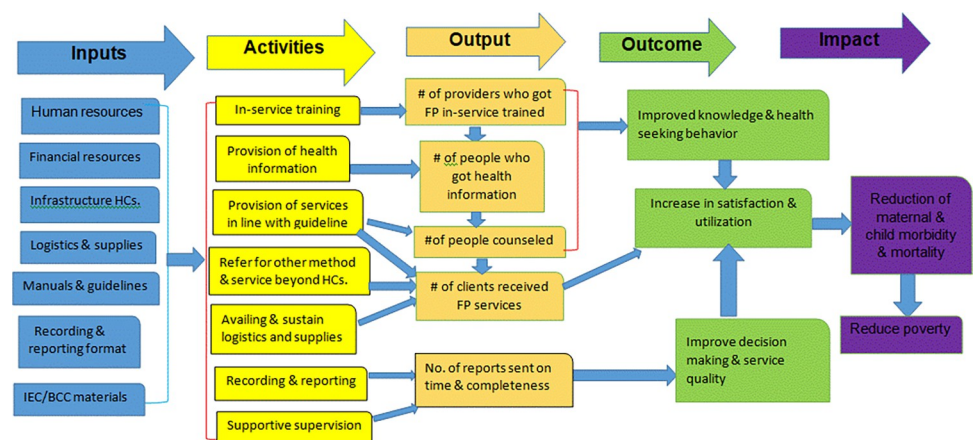 Inputs
Activities
Output
Outcome
Impact
Human resources
Financial resources
Infrastructure HCs.
Logistics & supplies
Manuals & guidelines
Recording &
reporting format
IEC/BCC materials
In-service training
Provision of health
information
Provision of services
in line with guideline
Refer for other method
& service beyond HCs.
Availing & sustain
logistics and supplies
Recording & reporting
Supportive supervision
# of providers who got
FP in-service trained
# of people who
got health
information
#of people counseled
# of clients received
FP services
No. of reports sent on
time & completeness
Improved knowledge & health
seeking behavior
Increase in satisfaction &
utilization
Improve decision
making & service
quality
Reduction of
maternal &
child morbidity
& mortality
Reduce poverty